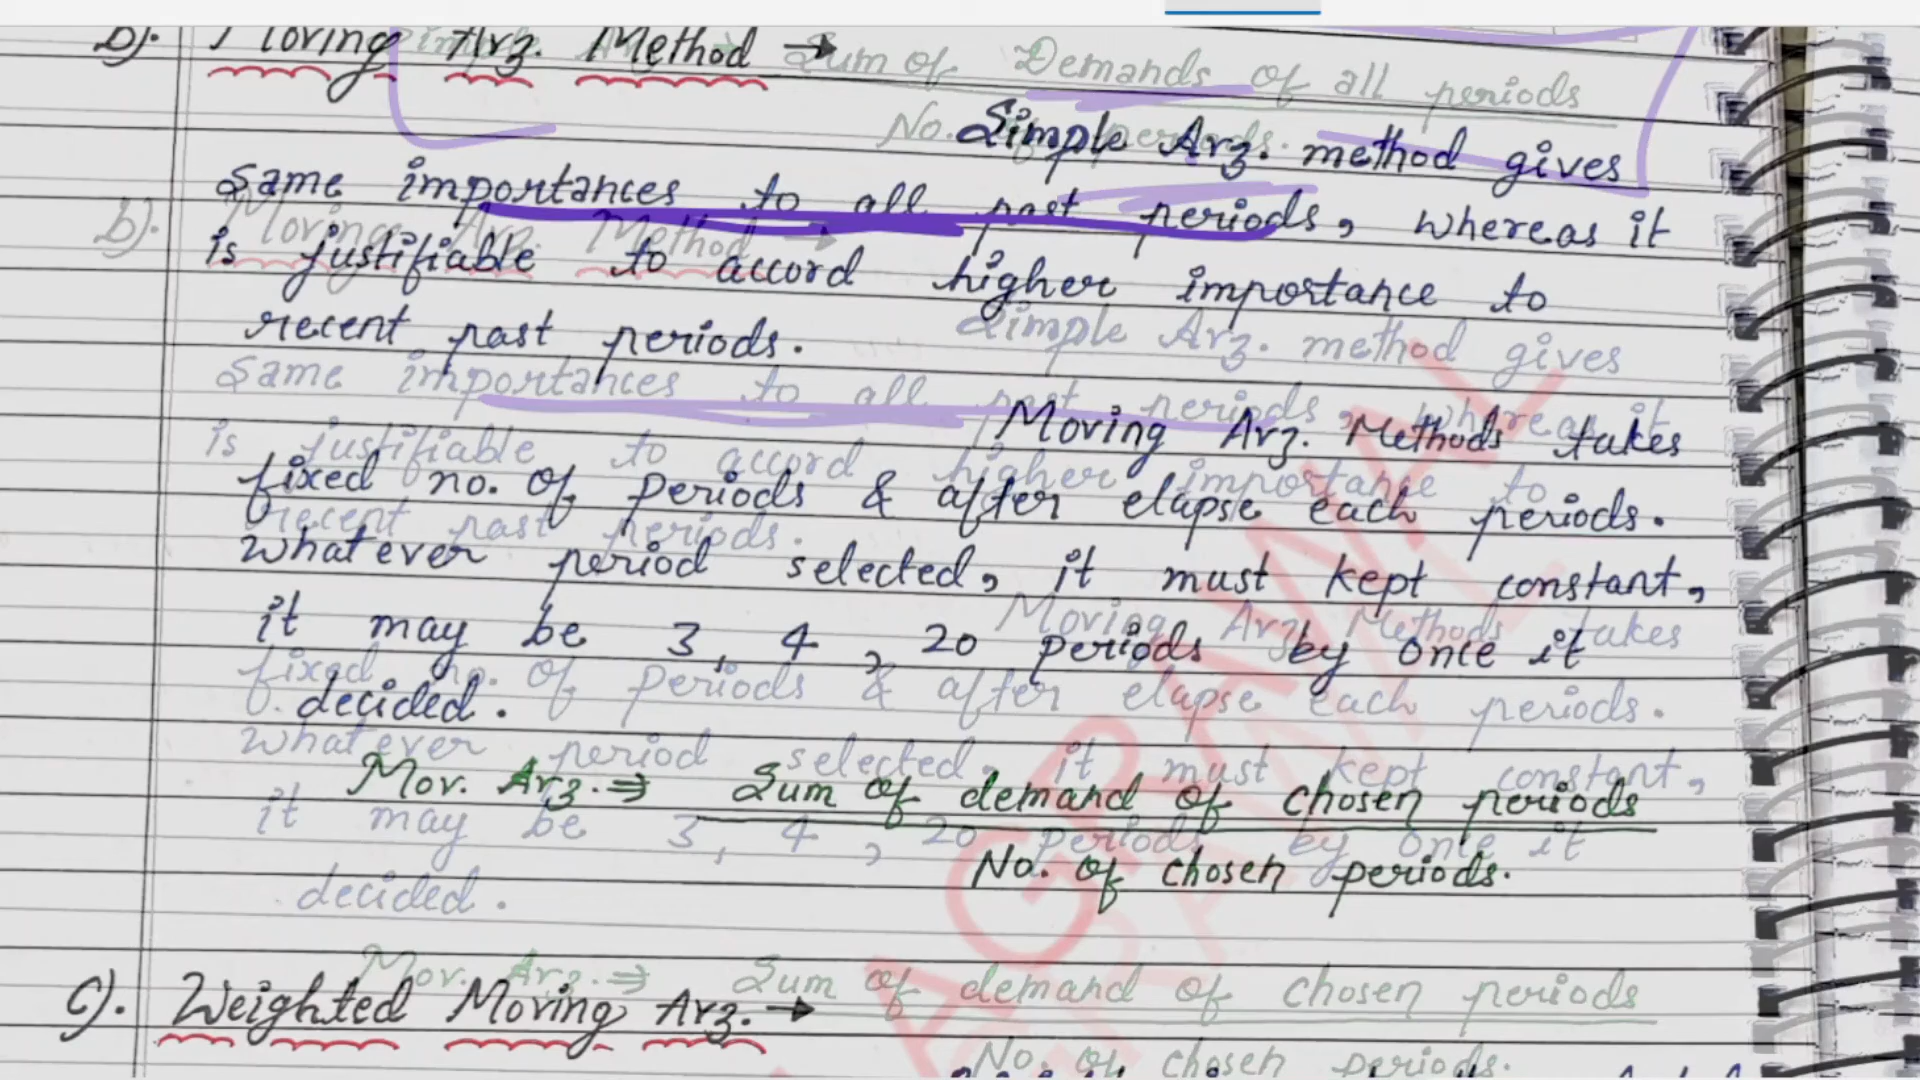 b). Moving Avg. Method →
Sum of Demands of all periods
No. of periods.
Simple Avg. method gives
same importances to all past periods, whereas it
is justifiable to accord higher importance to
recent past periods.
Moving Avg. Methods takes
fixed no. of periods & after elapse each periods.
whatever period selected, it must kept constant,
it may be 3, 4, 20 periods by once it
decided.
Mov. Avg. ⇒ Sum of demand of chosen periods
No. of chosen periods.
c). Weighted Moving Avg. →
AGRAWAL